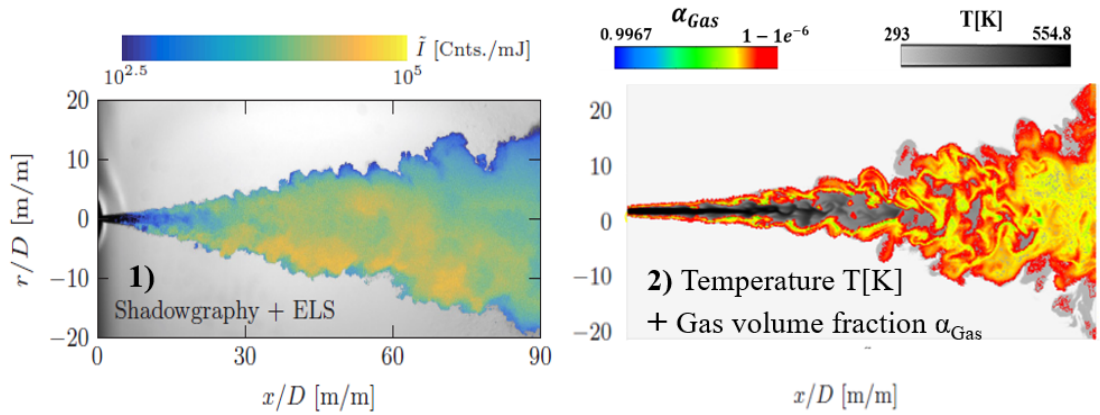 Ĩ [Cnts./mJ]
10^2.5 10^5
20
10
0
−10
−20
r/D [m/m]
1)
Shadowgraphy + ELS
0 30 60 90
x/D [m/m]
α_Gas
0.9967 1 − 1e^−6
T[K]
293 554.8
20
10
0
−10
−20
2) Temperature T[K]
+ Gas volume fraction α_Gas
x/D [m/m]